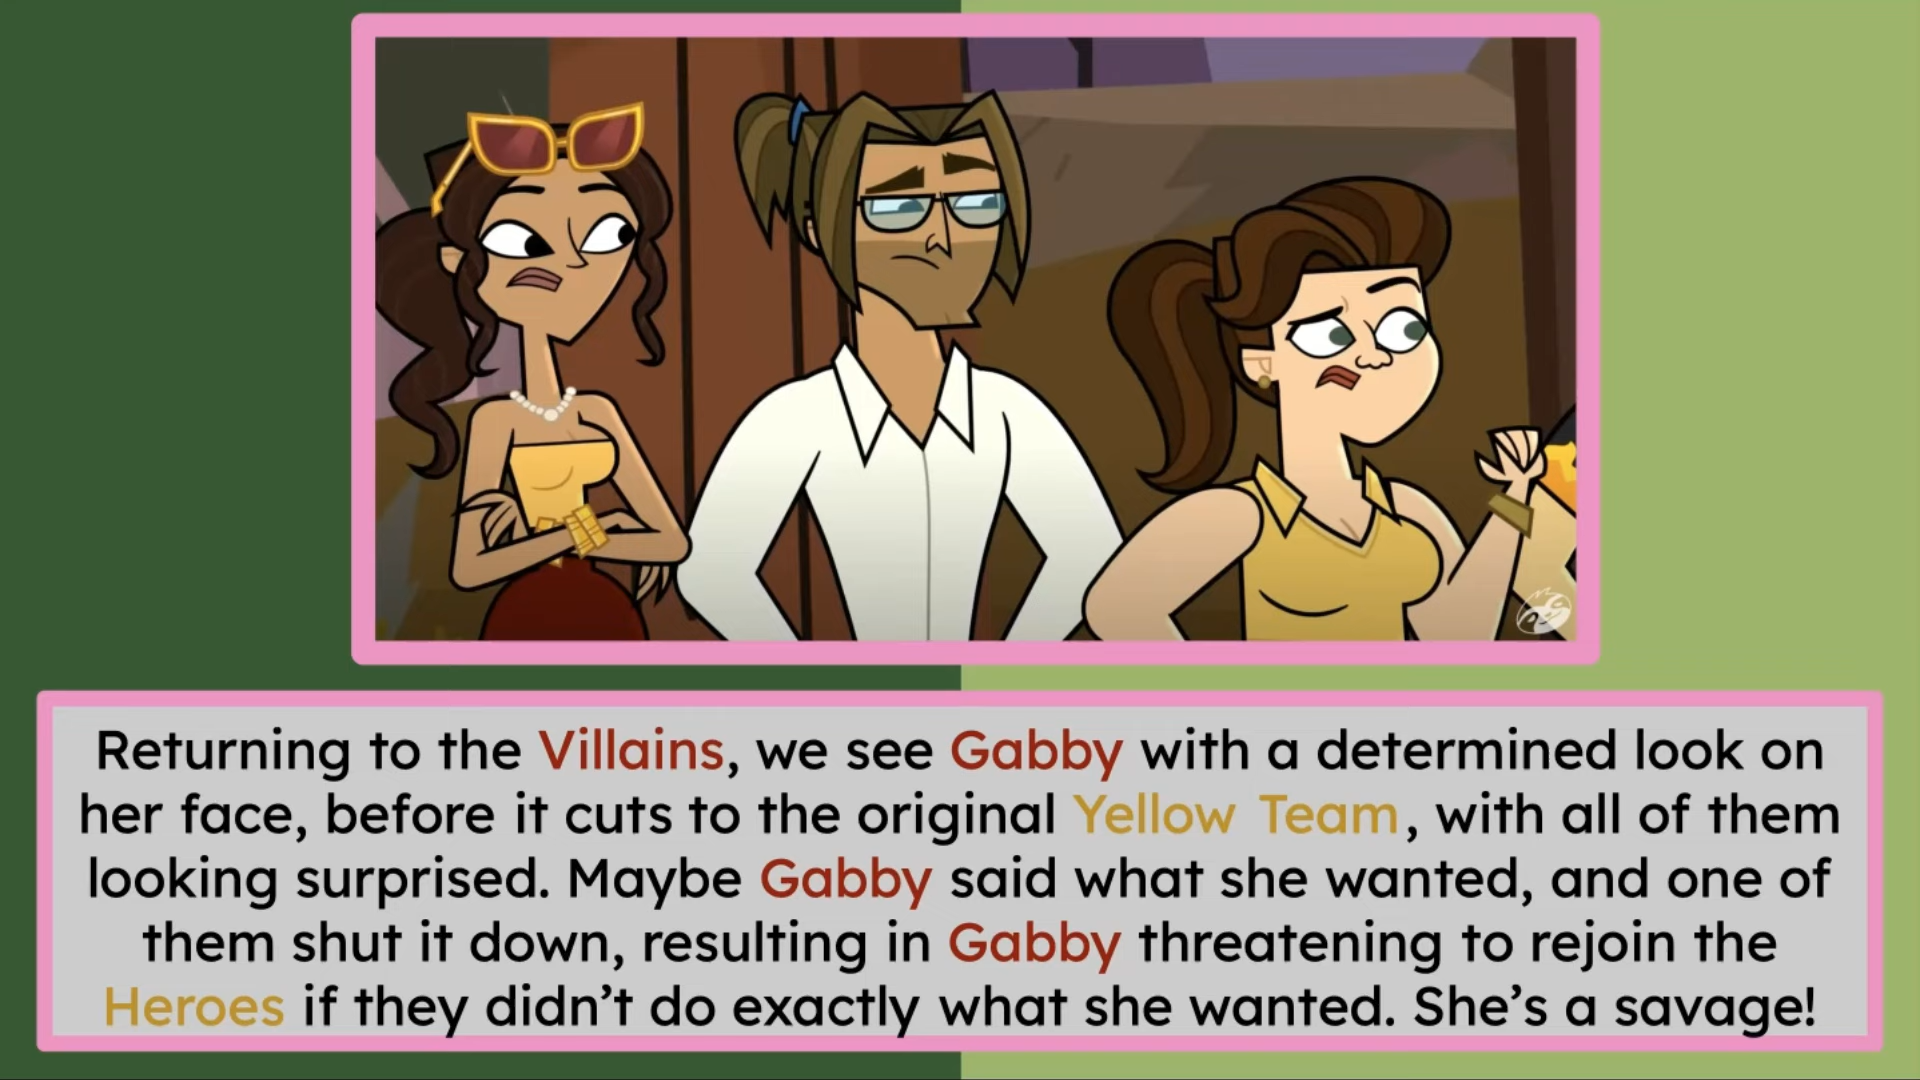 Returning to the Villains, we see Gabby with a determined look on
her face, before it cuts to the original Yellow Team, with all of them
looking surprised. Maybe Gabby said what she wanted, and one of
them shut it down, resulting in Gabby threatening to rejoin the
Heroes if they didn’t do exactly what she wanted. She’s a savage!